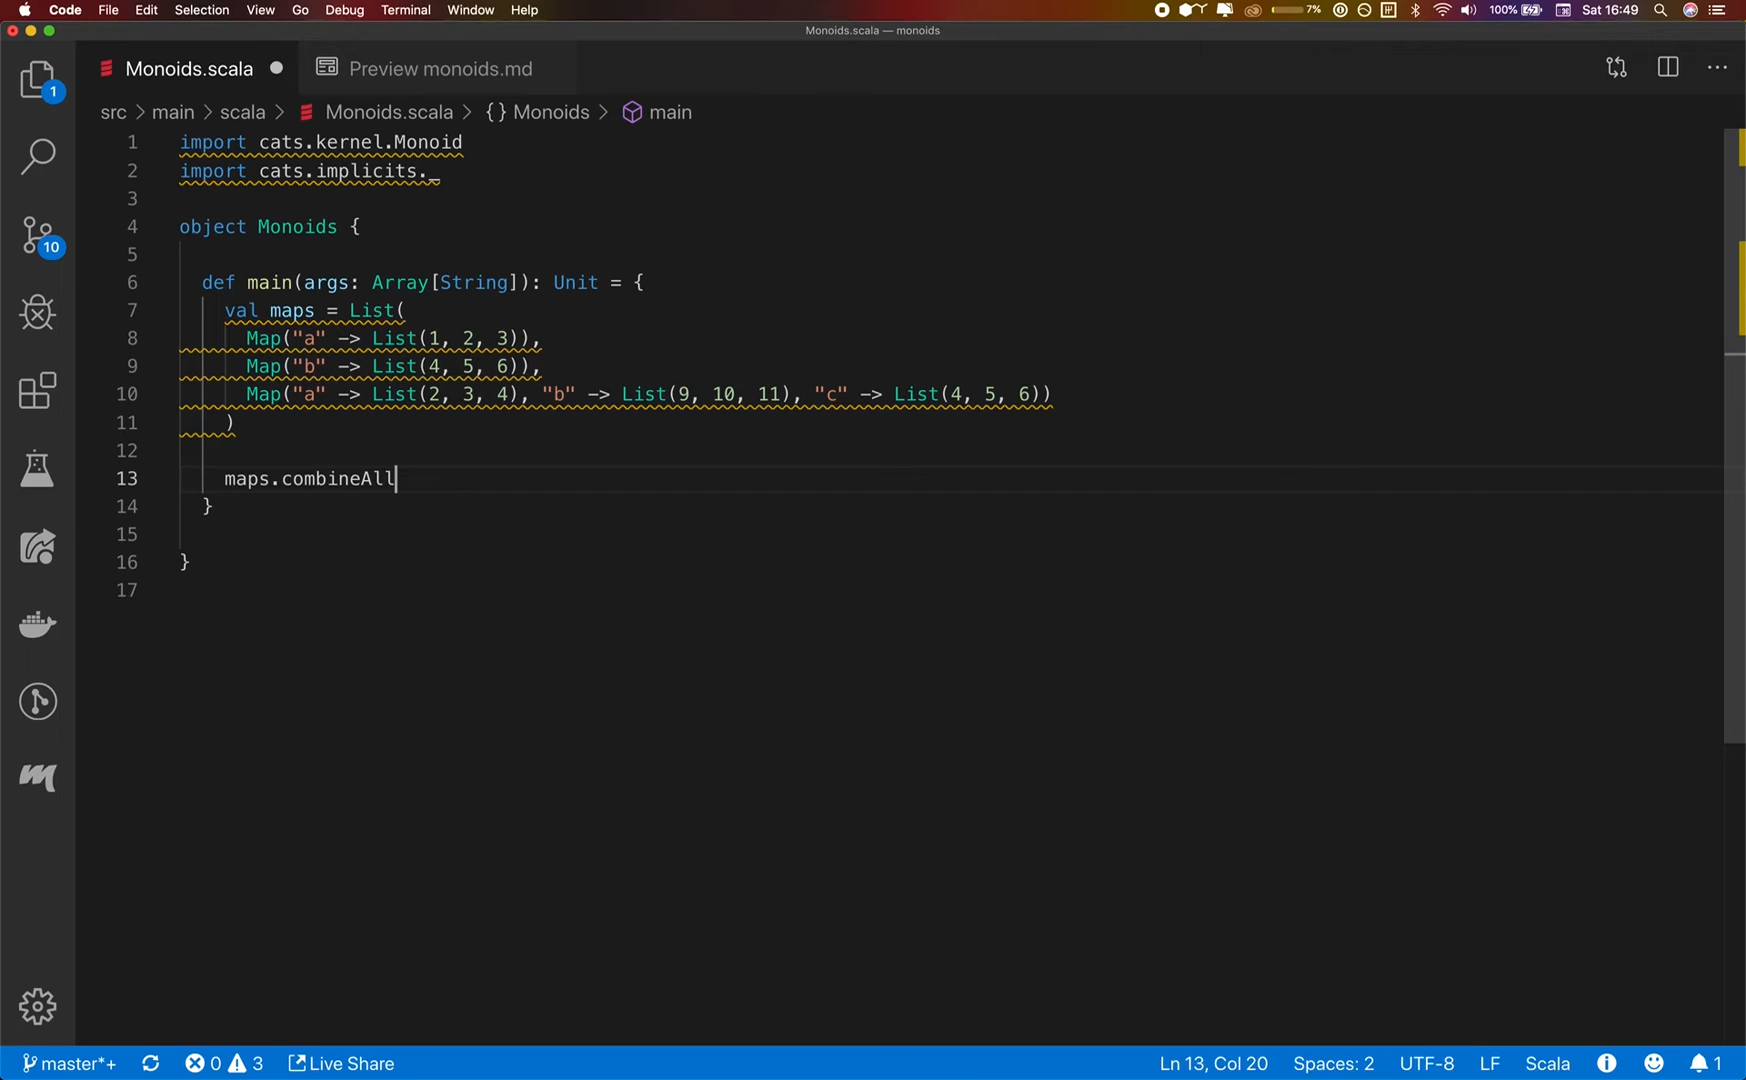 Code File Edit Selection View Go Debug Terminal Window Help 7% 100% Sat 16:49
Monoids.scala — monoids
Monoids.scala Preview monoids.md
src > main > scala > Monoids.scala > {} Monoids > main
1 import cats.kernel.Monoid
2 import cats.implicits._
3
4 object Monoids {
5
6 def main(args: Array[String]): Unit = {
7 val maps = List(
8 Map("a" -> List(1, 2, 3)),
9 Map("b" -> List(4, 5, 6)),
10 Map("a" -> List(2, 3, 4), "b" -> List(9, 10, 11), "c" -> List(4, 5, 6))
11 )
12
13 maps.combineAll
14 }
15
16 }
17
1
10
master*+ 0 3 Live Share Ln 13, Col 20 Spaces: 2 UTF-8 LF Scala 1